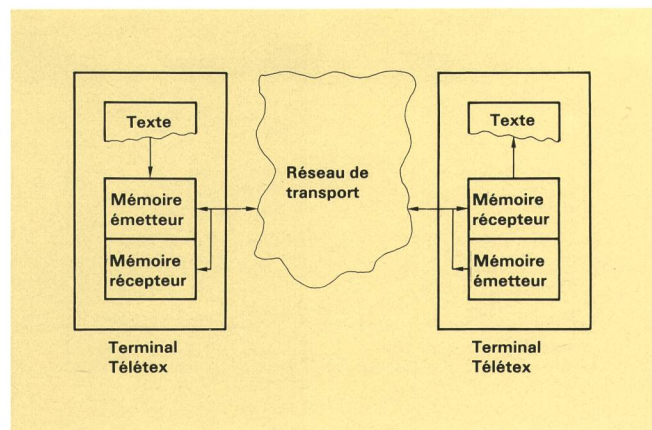 Texte
Mémoire
émetteur
Mémoire
récepteur
Terminal
Télétex
Réseau de
transport
Texte
Mémoire
récepteur
Mémoire
émetteur
Terminal
Télétex